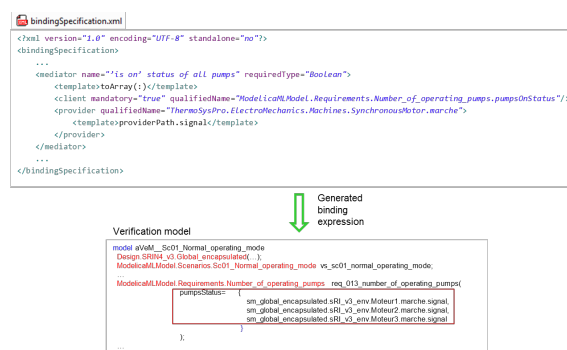 bindingSpecification.xml
<?xml version="1.0" encoding="UTF-8" standalone="no"?>
<bindingSpecification>
...
<mediator name="'is on' status of all pumps" requiredType="Boolean">
<template>toArray(:)</template>
<client mandatory="true" qualifiedName="ModelicaMLModel.Requirements.Number_of_operating_pumps.pumpsOnStatus"/
<provider qualifiedName="ThermoSysPro.ElectroMechanics.Machines.SynchronousMotor.marche">
<template>providerPath.signal</template>
</provider>
</mediator>
...
</bindingSpecification>
Generated
binding
expression
Verification model
model aVeM__Sc01_Normal_operating_mode
Design.SRIN4_v3.Global_encapsulated(...);
ModelicaMLModel.Scenarios.Sc01_Normal_operating_mode vs_sc01_normal_operating_mode;
...
ModelicaMLModel.Requirements.Number_of_operating_pumps req_013_number_of_operating_pumps(
pumpsStatus= {
sm_global_encapsulated.sRI_v3_env.Moteur1.marche.signal,
sm_global_encapsulated.sRI_v3_env.Moteur2.marche.signal,
sm_global_encapsulated.sRI_v3_env.Moteur3.marche.signal
}
);
...